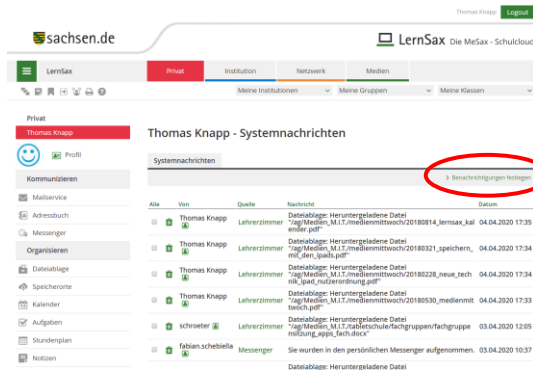 Thomas Knapp Logout
sachsen.de
LernSax Die MeSax - Schulcloud
LernSax Privat Institution Netzwerk Medien
Meine Institutionen Meine Gruppen Meine Klassen
Privat
Thomas Knapp
Profil
Kommunizieren
Mailservice
Adressbuch
Messenger
Organisieren
Dateiablage
Speicherorte
Kalender
Aufgaben
Stundenplan
Notizen
Thomas Knapp - Systemnachrichten
Systemnachrichten
> Benachrichtigungen festlegen
Alle Von Quelle Nachricht Datum
Thomas Knapp Lehrerzimmer Dateiablage: Heruntergeladene Datei
"/ag/Medien_M.I.T./medienmittwoch/20180814_lernsax_kal 04.04.2020 17:35
ender.pdf"
Thomas Knapp Lehrerzimmer Dateiablage: Heruntergeladene Datei
"/ag/Medien_M.I.T./medienmittwoch/20180321_speichern_ 04.04.2020 17:34
mit_den_ipads.pdf"
Thomas Knapp Lehrerzimmer Dateiablage: Heruntergeladene Datei
"/ag/Medien_M.I.T./medienmittwoch/20180228_neue_tech 04.04.2020 17:34
nik_ipad_nutzerordnung.pdf"
Thomas Knapp Lehrerzimmer Dateiablage: Heruntergeladene Datei
"/ag/Medien_M.I.T./medienmittwoch/20180530_medienmit 04.04.2020 17:33
twoch.pdf"
schroeter Lehrerzimmer Dateiablage: Heruntergeladene Datei
"/ag/Medien_M.I.T./tabletschule/fachgruppen/fachgruppe 03.04.2020 12:05
nsitzung_apps_fach.docx"
fabian.schebiella Messenger Sie wurden in den persönlichen Messenger aufgenommen. 03.04.2020 10:37
Dateiablage: Heruntergeladene Datei